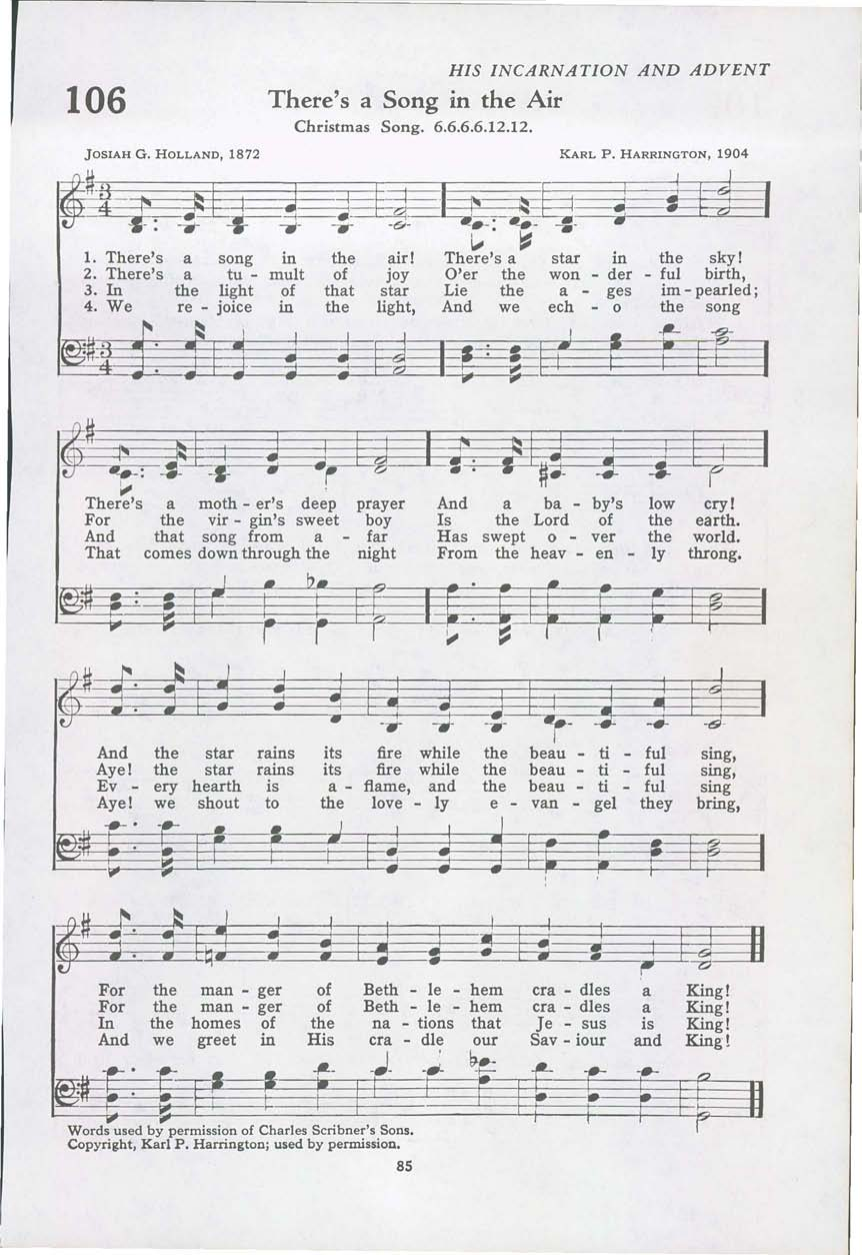 HIS INCARNATION AND ADVENT
106
There's a Song in the Air
Christmas Song. 6.6.6.6.12.12.
JOSIAH G. HOLLAND, 1872 KARL P. HARRINGTON, 1904
3
4
1. There's a song in the air! There's a star in the sky!
2. There's a tu - mult of joy O'er the won - der - ful birth,
3. In the light of that star Lie the a - ges im - pearled;
4. We re - joice in the light, And we ech - o the song
3
4
There's a moth - er's deep prayer And a ba - by's low cry!
For the vir - gin's sweet boy Is the Lord of the earth.
And that song from a - far Has swept o - ver the world.
That comes down through the night From the heav - en - ly throng.
And the star rains its fire while the beau - ti - ful sing,
Aye! the star rains its fire while the beau - ti - ful sing,
Ev - ery hearth is a - flame, and the beau - ti - ful sing
Aye! we shout to the love - ly e - van - gel they bring,
For the man - ger of Beth - le - hem cra - dles a King!
For the man - ger of Beth - le - hem cra - dles a King!
In the homes of the na - tions that Je - sus is King!
And we greet in His cra - dle our Sav - iour and King!
Words used by permission of Charles Scribner's Sons.
Copyright, Karl P. Harrington; used by permission.
85